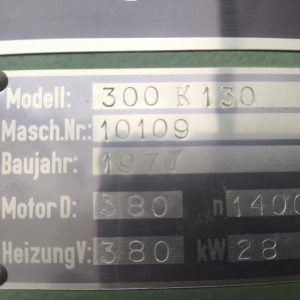 Modell: 300 K 130
Masch.Nr.: 10109
Baujahr: 1977
Motor D: 380 n 1400
Heizung V: 380 kW 28